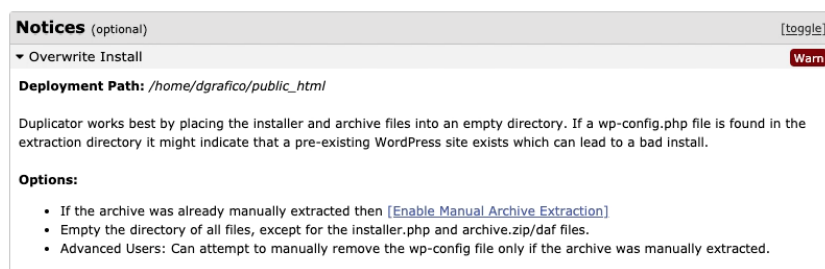 Notices (optional) [toggle]
Overwrite Install Warn
Deployment Path: /home/dgrafico/public_html
Duplicator works best by placing the installer and archive files into an empty directory. If a wp-config.php file is found in the
extraction directory it might indicate that a pre-existing WordPress site exists which can lead to a bad install.
Options:
• If the archive was already manually extracted then [Enable Manual Archive Extraction]
• Empty the directory of all files, except for the installer.php and archive.zip/daf files.
• Advanced Users: Can attempt to manually remove the wp-config file only if the archive was manually extracted.